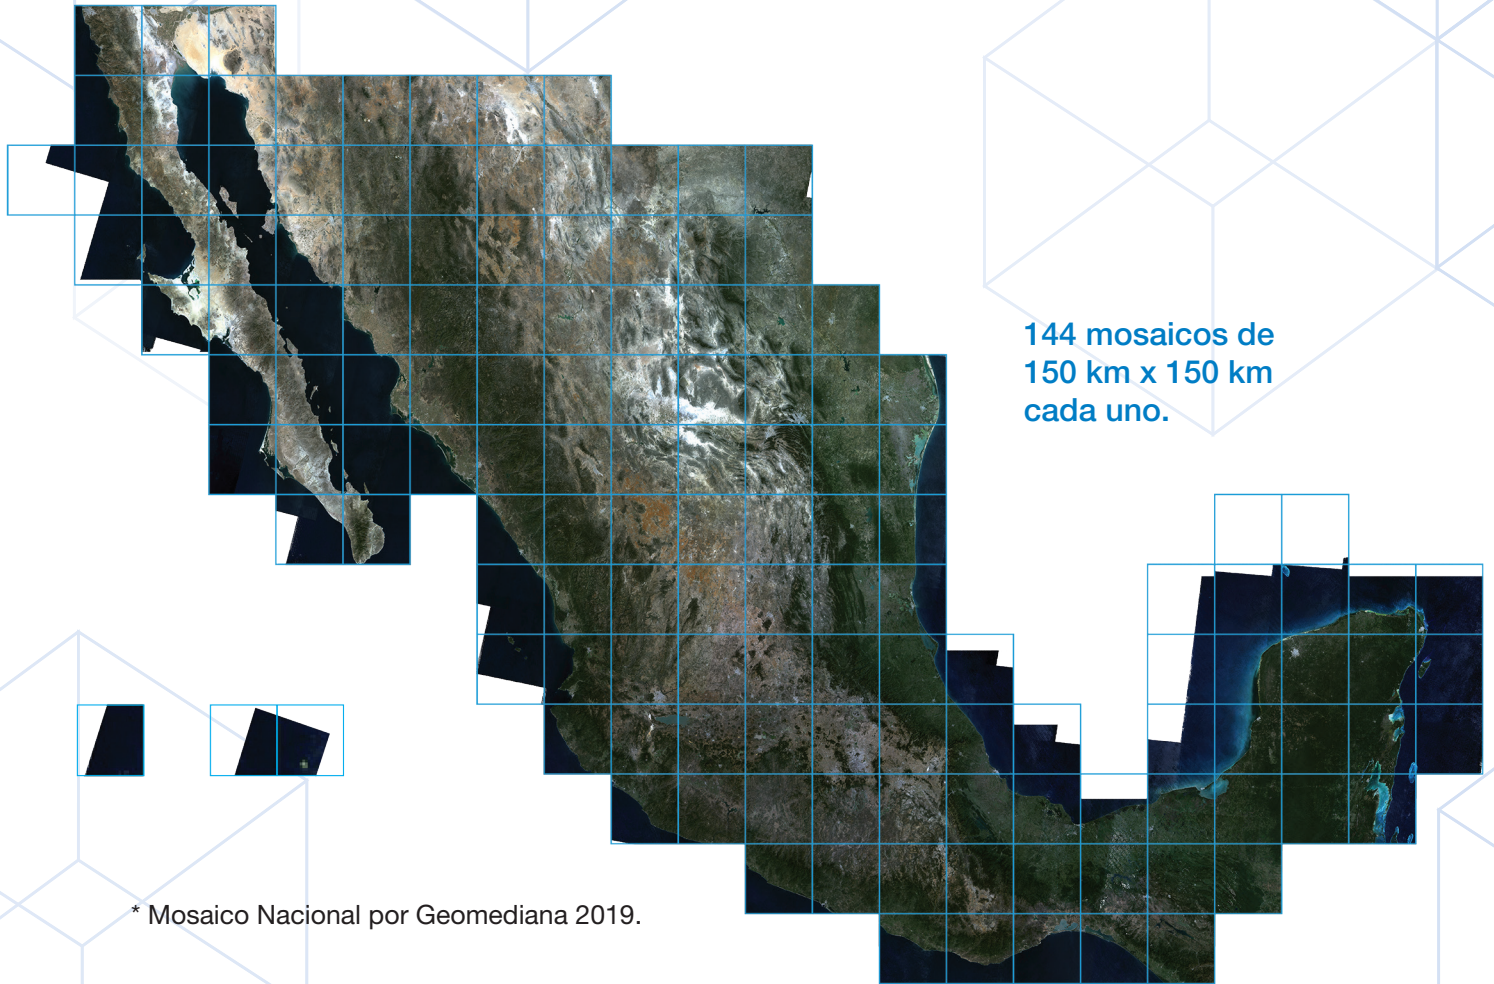 144 mosaicos de
150 km x 150 km
cada uno.
* Mosaico Nacional por Geomediana 2019.